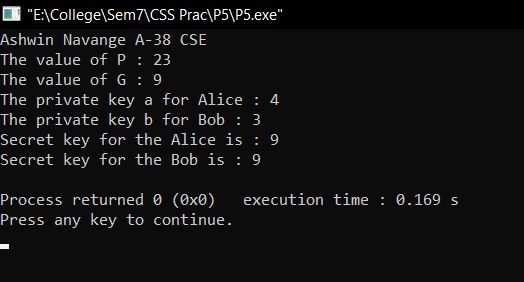 "E:\College\Sem7\CSS Prac\P5\P5.exe"
Ashwin Navange A-38 CSE
The value of P : 23
The value of G : 9
The private key a for Alice : 4
The private key b for Bob : 3
Secret key for the Alice is : 9
Secret key for the Bob is : 9
Process returned 0 (0x0)   execution time : 0.169 s
Press any key to continue.